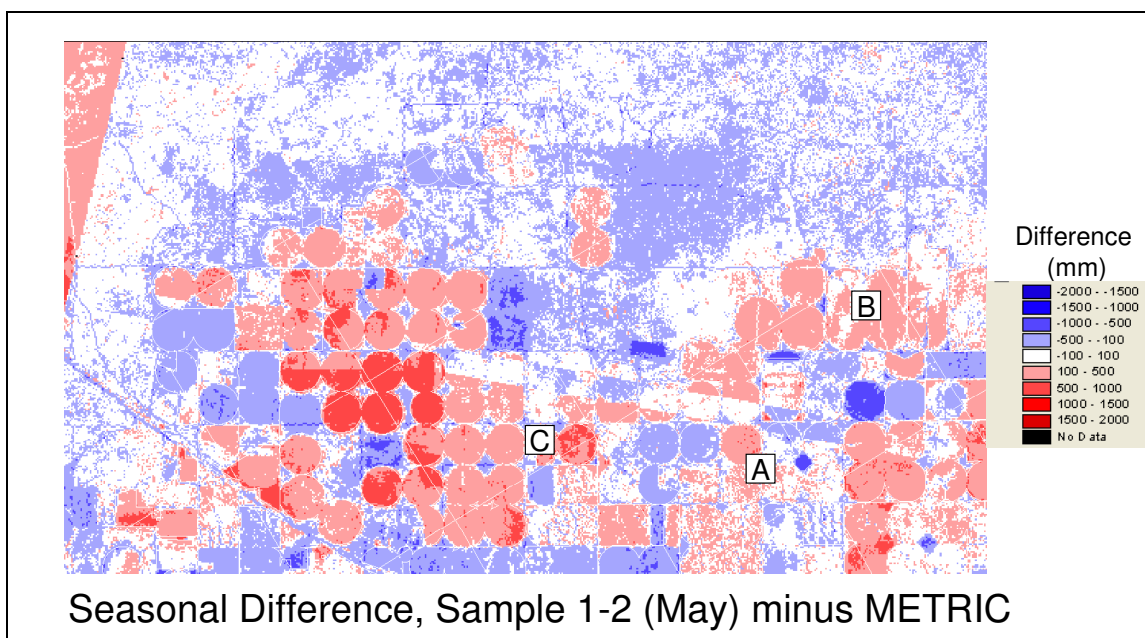 B
C
A
Difference
(mm)
-2000 - -1500
-1500 - -1000
-1000 - -500
-500 - -100
-100 - 100
100 - 500
500 - 1000
1000 - 1500
1500 - 2000
No Data
Seasonal Difference, Sample 1-2 (May) minus METRIC